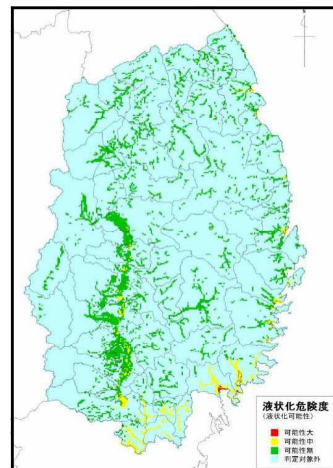 液状化危険度
(液状化可能性)
可能性大
可能性中
可能性無
判定対象外